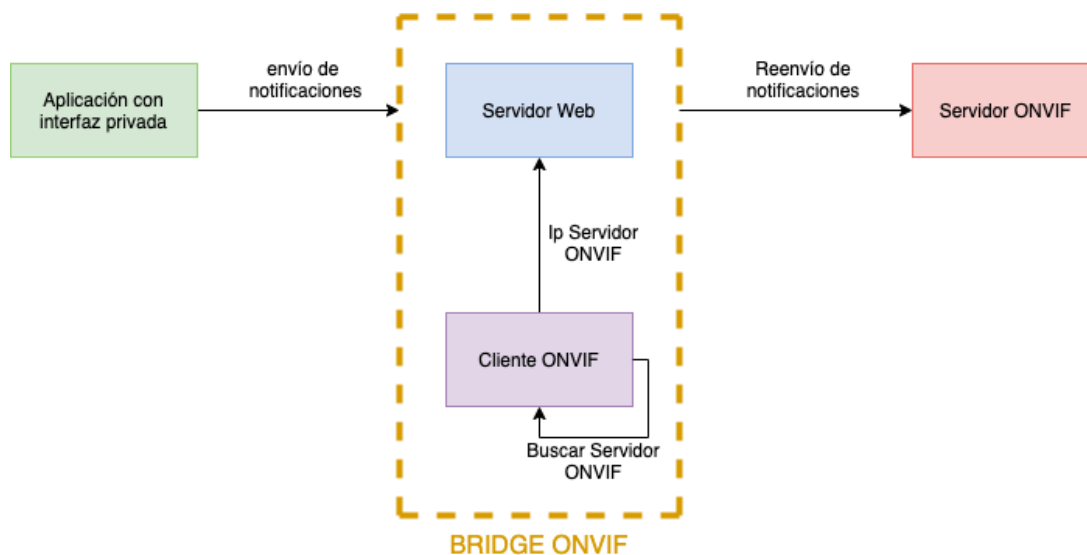 Aplicación con
interfaz privada
envío de
notificaciones
Servidor Web
Reenvío de
notificaciones
Servidor ONVIF
Ip Servidor
ONVIF
Cliente ONVIF
Buscar Servidor
ONVIF
BRIDGE ONVIF